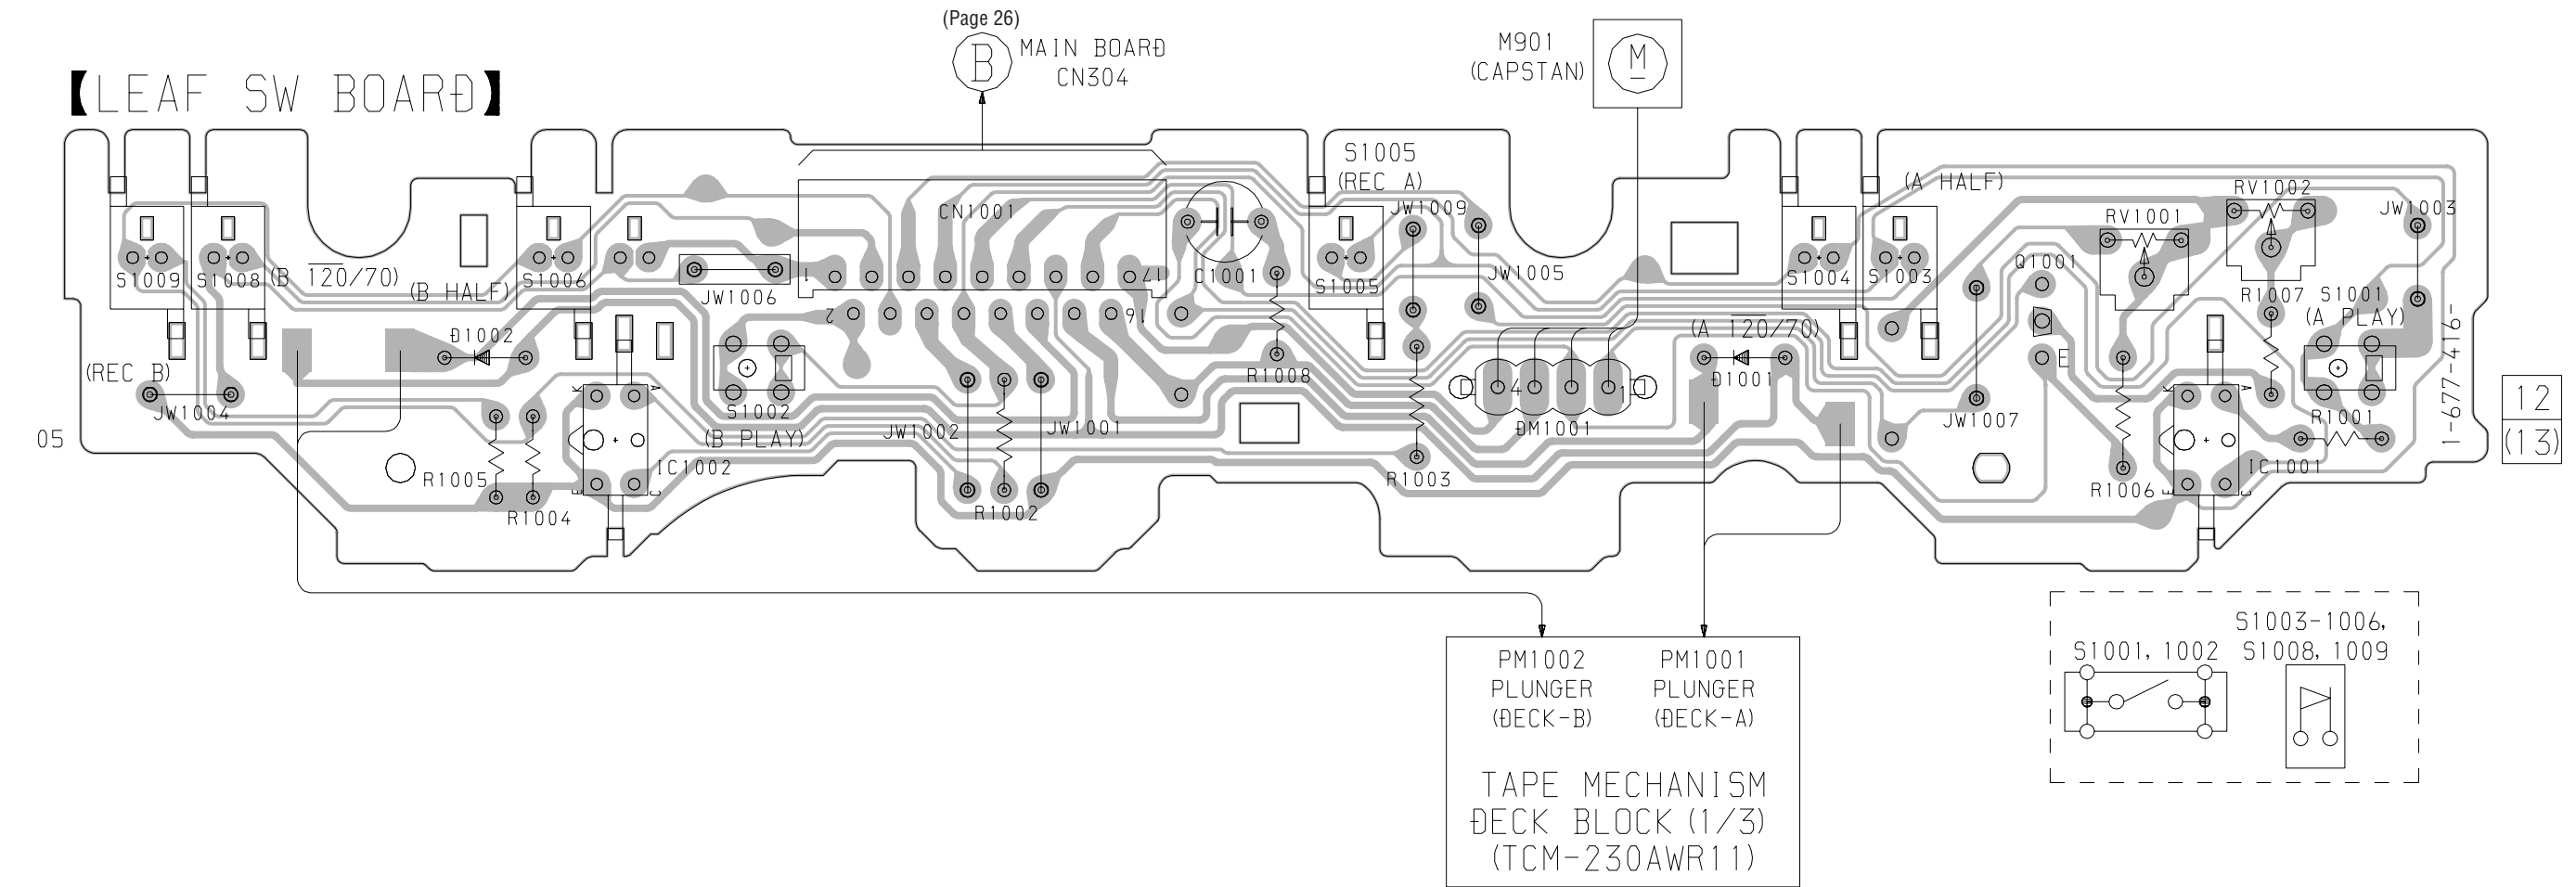 (Page 26)
B
MAIN BOARD
CN304
M901
(CAPSTAN)
M
【LEAF SW BOARD】
S1005
(REC A)
(A HALF)
RV1002
RV1001
JW1003
JW1009
CN1001
S1009
S1008
(B 120/70)
(B HALF)
S1006
JW1006
1
17
C1001
S1005
JW1005
S1004
S1003
Q1001
R1007
S1001
(A PLAY)
2
16
D1002
(A 120/70)
E
1-677-416-
(REC B)
JW1004
R1008
D1001
4
1
K
A
K
A
S1002
(B PLAY)
JW1002
JW1001
DM1001
JW1007
R1001
05
12
(13)
R1005
IC1002
R1003
R1006
IC1001
E
C
E
C
R1004
R1002
PM1002
PLUNGER
(DECK-B)
PM1001
PLUNGER
(DECK-A)
TAPE MECHANISM
DECK BLOCK (1/3)
(TCM-230AWR11)
S1001, 1002
S1003-1006,
S1008, 1009